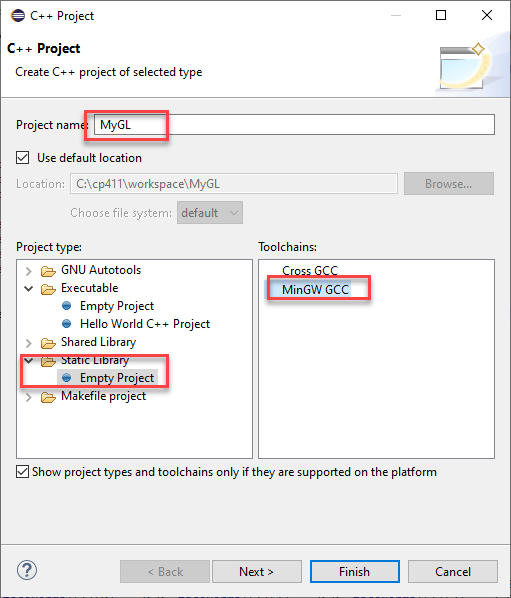 C++ Project
C++ Project
Create C++ project of selected type
Project name: MyGL
Use default location
Location: C:\cp411\workspace\MyGL Browse...
Choose file system: default
Project type: Toolchains:
GNU Autotools Cross GCC
Executable MinGW GCC
Empty Project
Hello World C++ Project
Shared Library
Static Library
Empty Project
Makefile project
Show project types and toolchains only if they are supported on the platform
? < Back Next > Finish Cancel